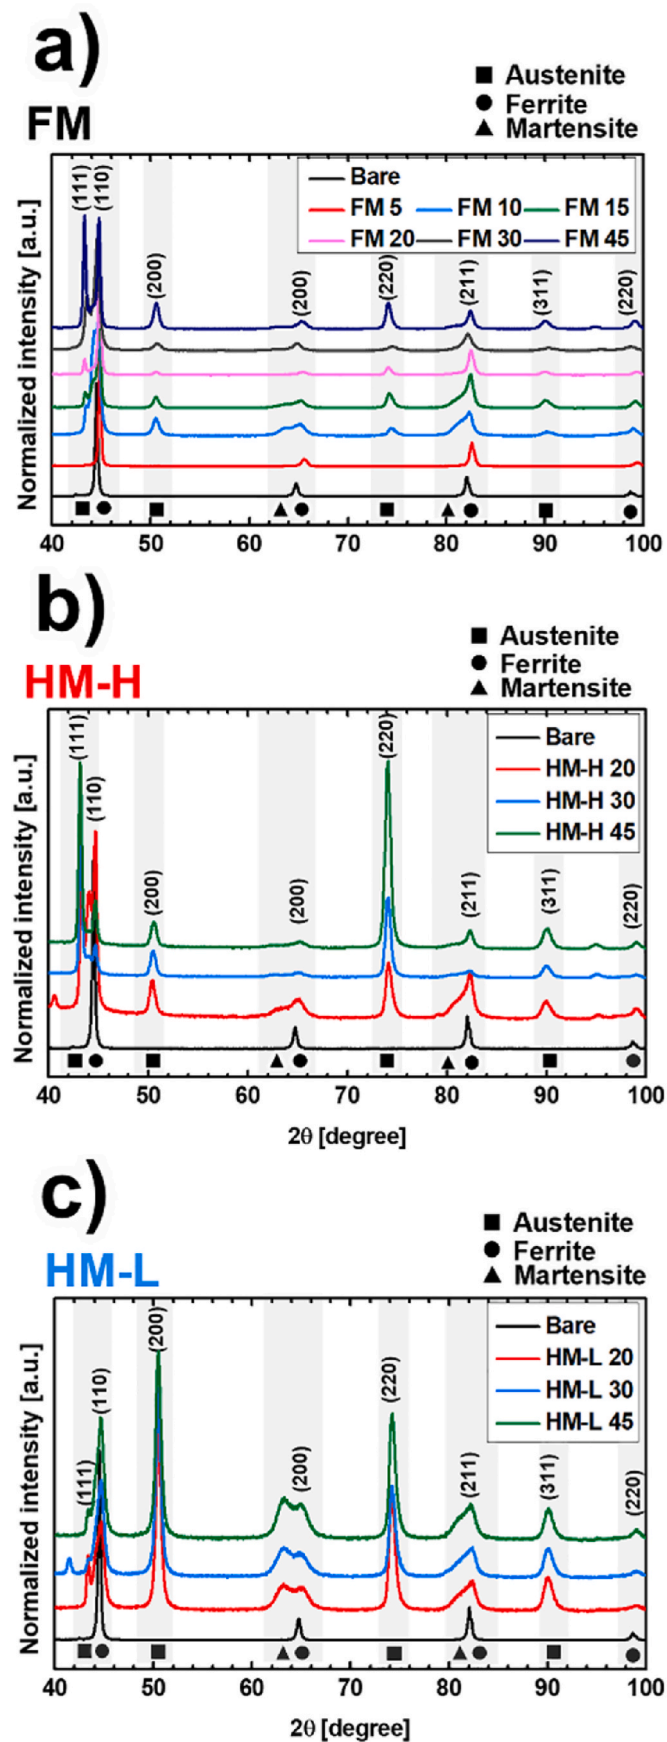 a)
FM
■ Austenite
● Ferrite
▲ Martensite
Bare
FM 5 FM 10 FM 15
FM 20 FM 30 FM 45
(111) (110) (200) (200) (220) (211) (311) (220)
Normalized intensity [a.u.]
40 50 60 70 80 90 100
b)
HM-H
■ Austenite
● Ferrite
▲ Martensite
Bare
HM-H 20
HM-H 30
HM-H 45
(111) (110) (200) (200) (220) (211) (311) (220)
Normalized intensity [a.u.]
40 50 60 70 80 90 100
2θ [degree]
c)
HM-L
■ Austenite
● Ferrite
▲ Martensite
Bare
HM-L 20
HM-L 30
HM-L 45
(111) (110) (200) (200) (220) (211) (311) (220)
Normalized intensity [a.u.]
40 50 60 70 80 90 100
2θ [degree]